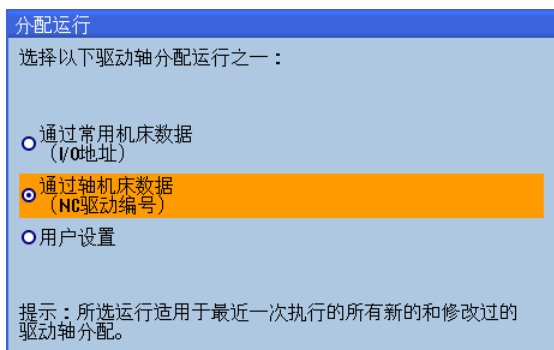 分配运行
选择以下驱动轴分配运行之一：
通过常用机床数据
（I/O地址）
通过轴机床数据
（NC驱动编号）
用户设置
提示：所选运行适用于最近一次执行的所有新的和修改过的
驱动轴分配。